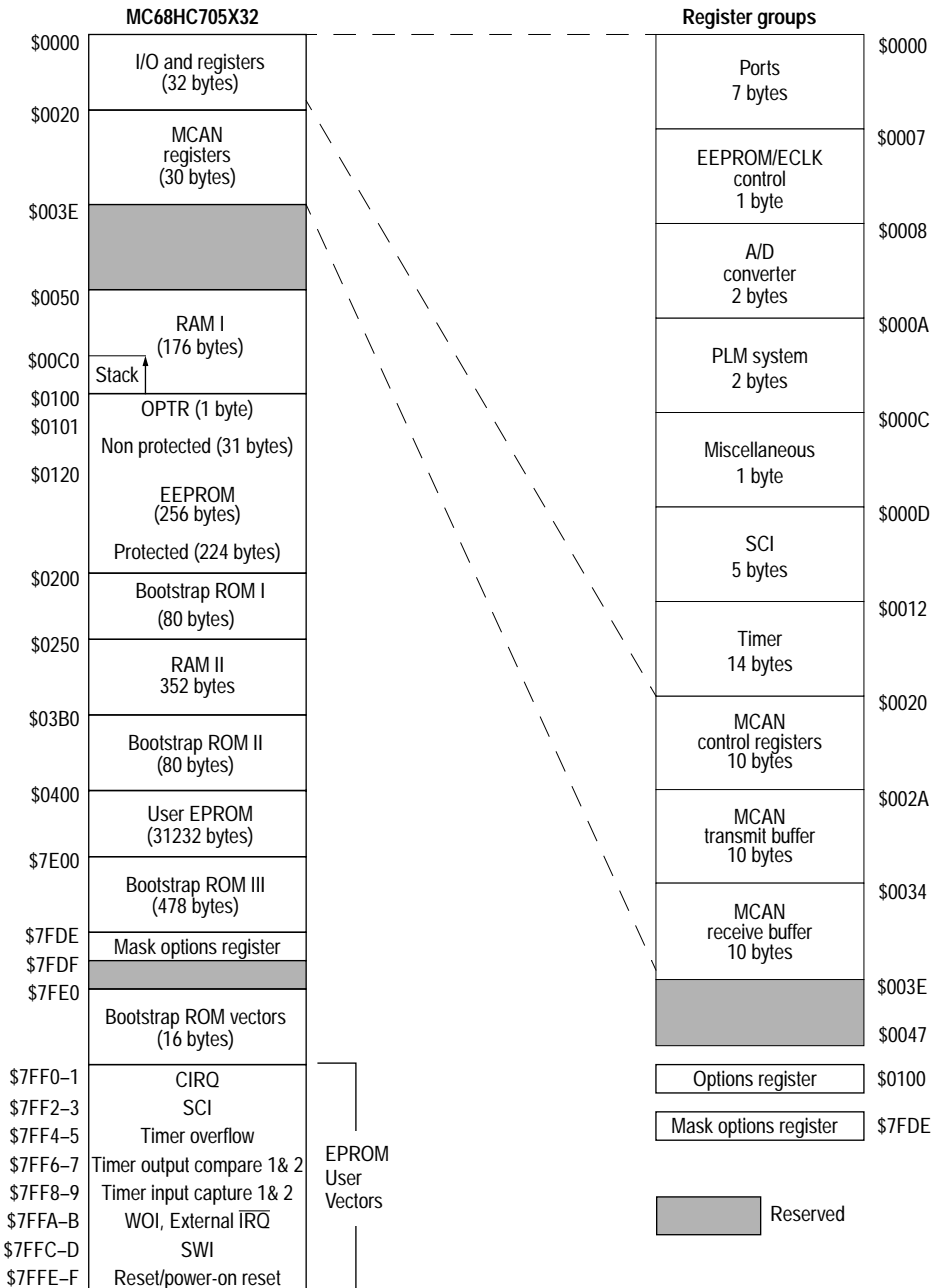 MC68HC705X32
$0000
I/O and registers
(32 bytes)
$0020
MCAN
registers
(30 bytes)
$003E
$0050
RAM I
(176 bytes)
$00C0
Stack
$0100
OPTR (1 byte)
$0101
Non protected (31 bytes)
$0120
EEPROM
(256 bytes)
Protected (224 bytes)
$0200
Bootstrap ROM I
(80 bytes)
$0250
RAM II
352 bytes
$03B0
Bootstrap ROM II
(80 bytes)
$0400
User EPROM
(31232 bytes)
$7E00
Bootstrap ROM III
(478 bytes)
$7FDE
Mask options register
$7FDF
$7FE0
Bootstrap ROM vectors
(16 bytes)
$7FF0–1 CIRQ
$7FF2–3 SCI
$7FF4–5 Timer overflow
$7FF6–7 Timer output compare 1& 2
$7FF8–9 Timer input capture 1& 2
$7FFA–B WOI, External IRQ
$7FFC–D SWI
$7FFE–F Reset/power-on reset
EPROM
User
Vectors
Register groups
$0000
Ports
7 bytes
$0007
EEPROM/ECLK
control
1 byte
$0008
A/D
converter
2 bytes
$000A
PLM system
2 bytes
$000C
Miscellaneous
1 byte
$000D
SCI
5 bytes
$0012
Timer
14 bytes
$0020
MCAN
control registers
10 bytes
$002A
MCAN
transmit buffer
10 bytes
$0034
MCAN
receive buffer
10 bytes
$003E
$0047
Options register $0100
Mask options register $7FDE
Reserved